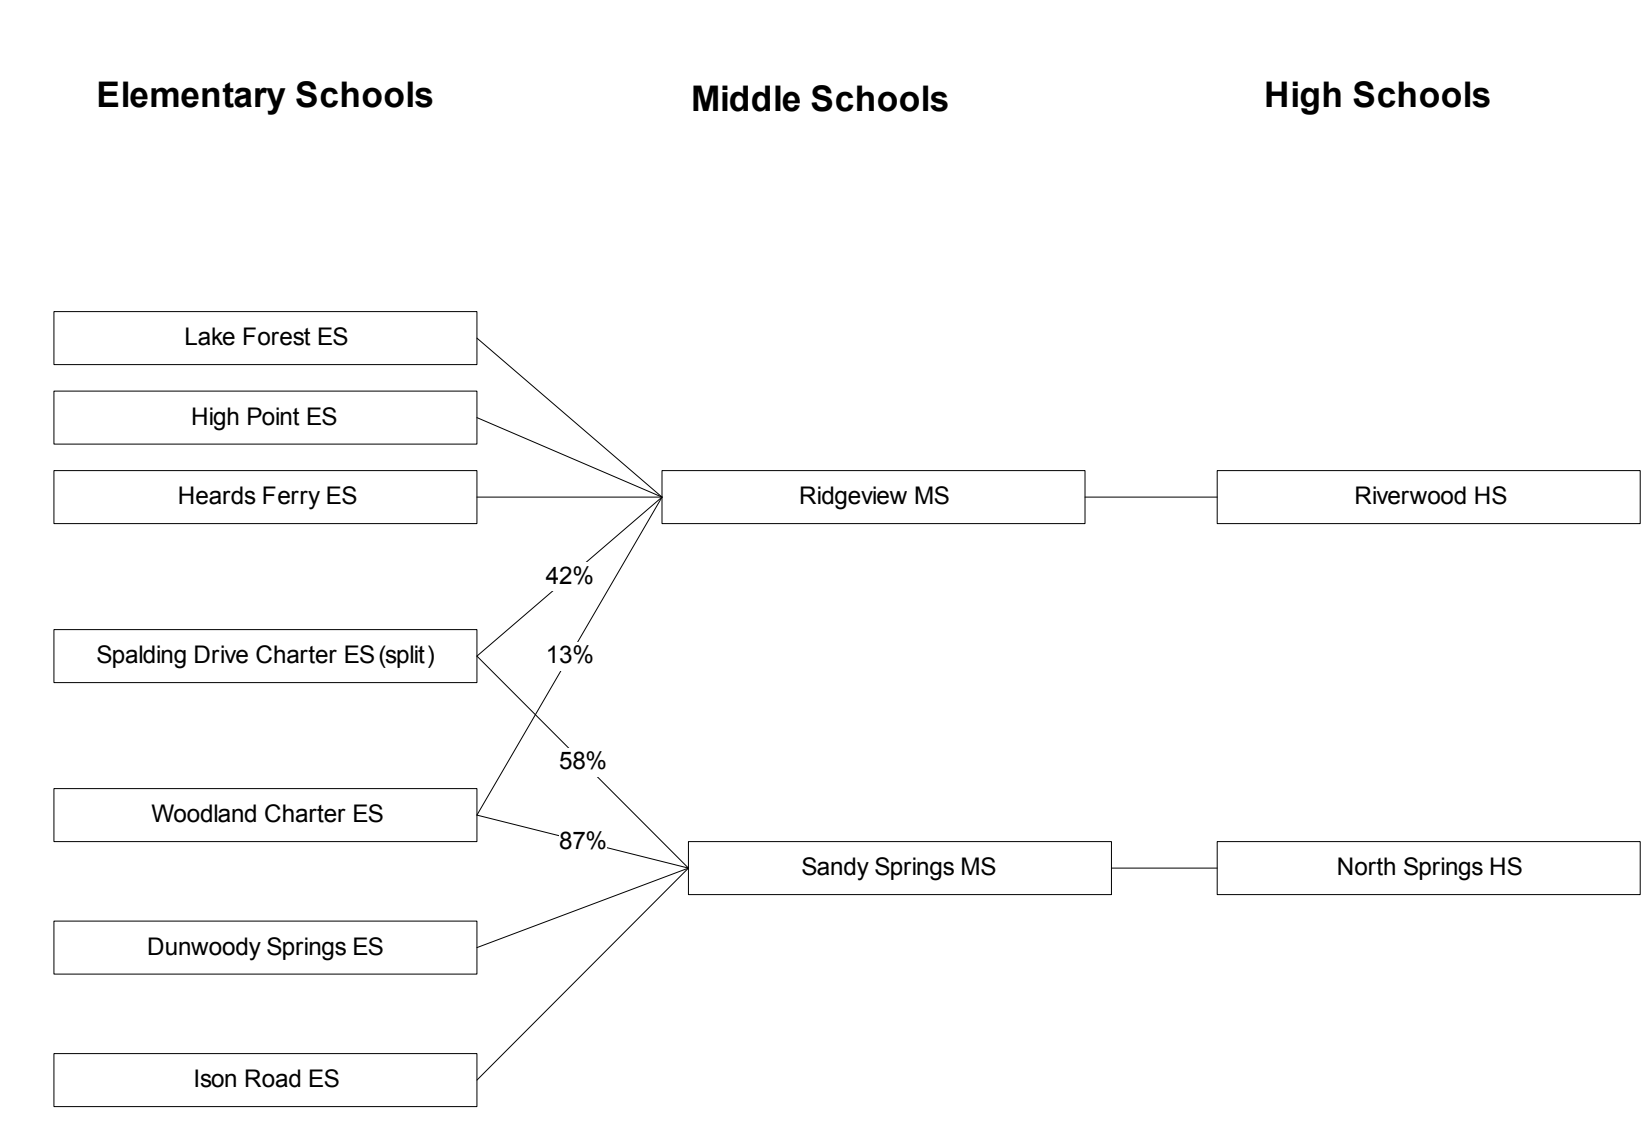 Elementary Schools
Middle Schools
High Schools
Lake Forest ES
High Point ES
Heards Ferry ES
Ridgeview MS
Riverwood HS
42%
Spalding Drive Charter ES (split)
13%
58%
Woodland Charter ES
87%
Sandy Springs MS
North Springs HS
Dunwoody Springs ES
Ison Road ES